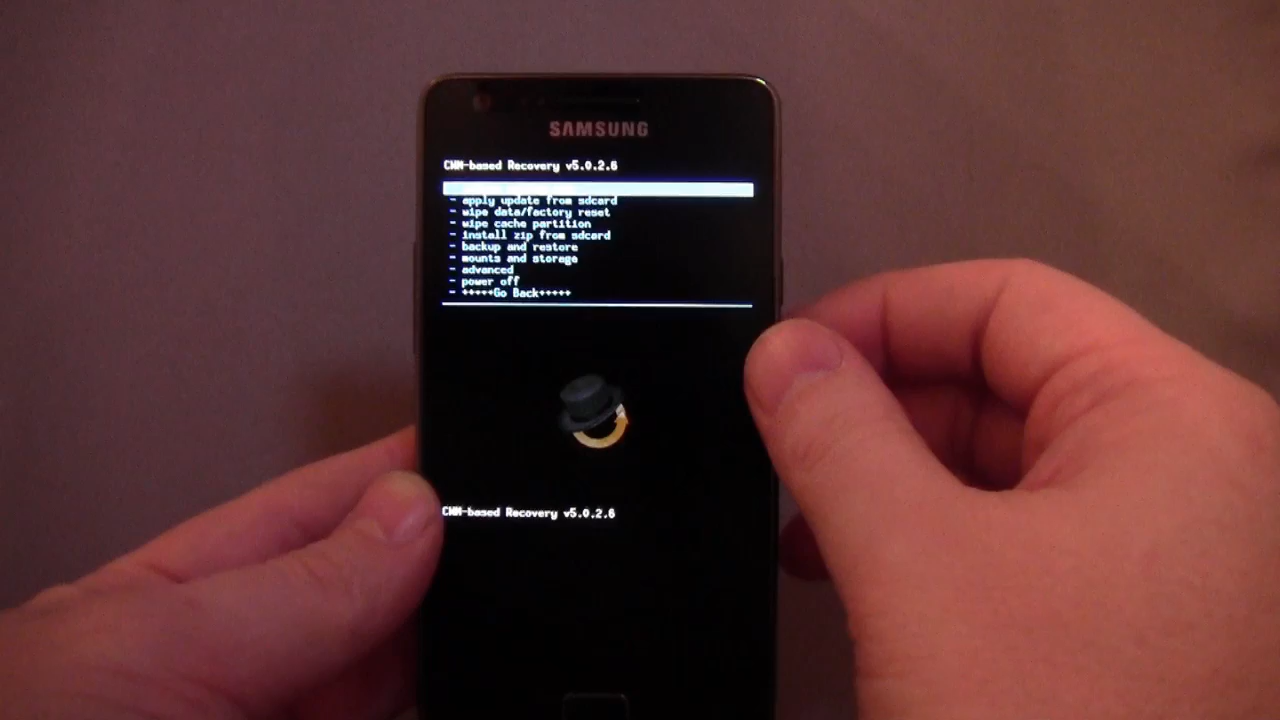 SAMSUNG
CWM-based Recovery v5.0.2.6
- apply update from sdcard
- wipe data/factory reset
- wipe cache partition
- install zip from sdcard
- backup and restore
- mounts and storage
- advanced
- power off
- +++++Go Back+++++
CWM-based Recovery v5.0.2.6